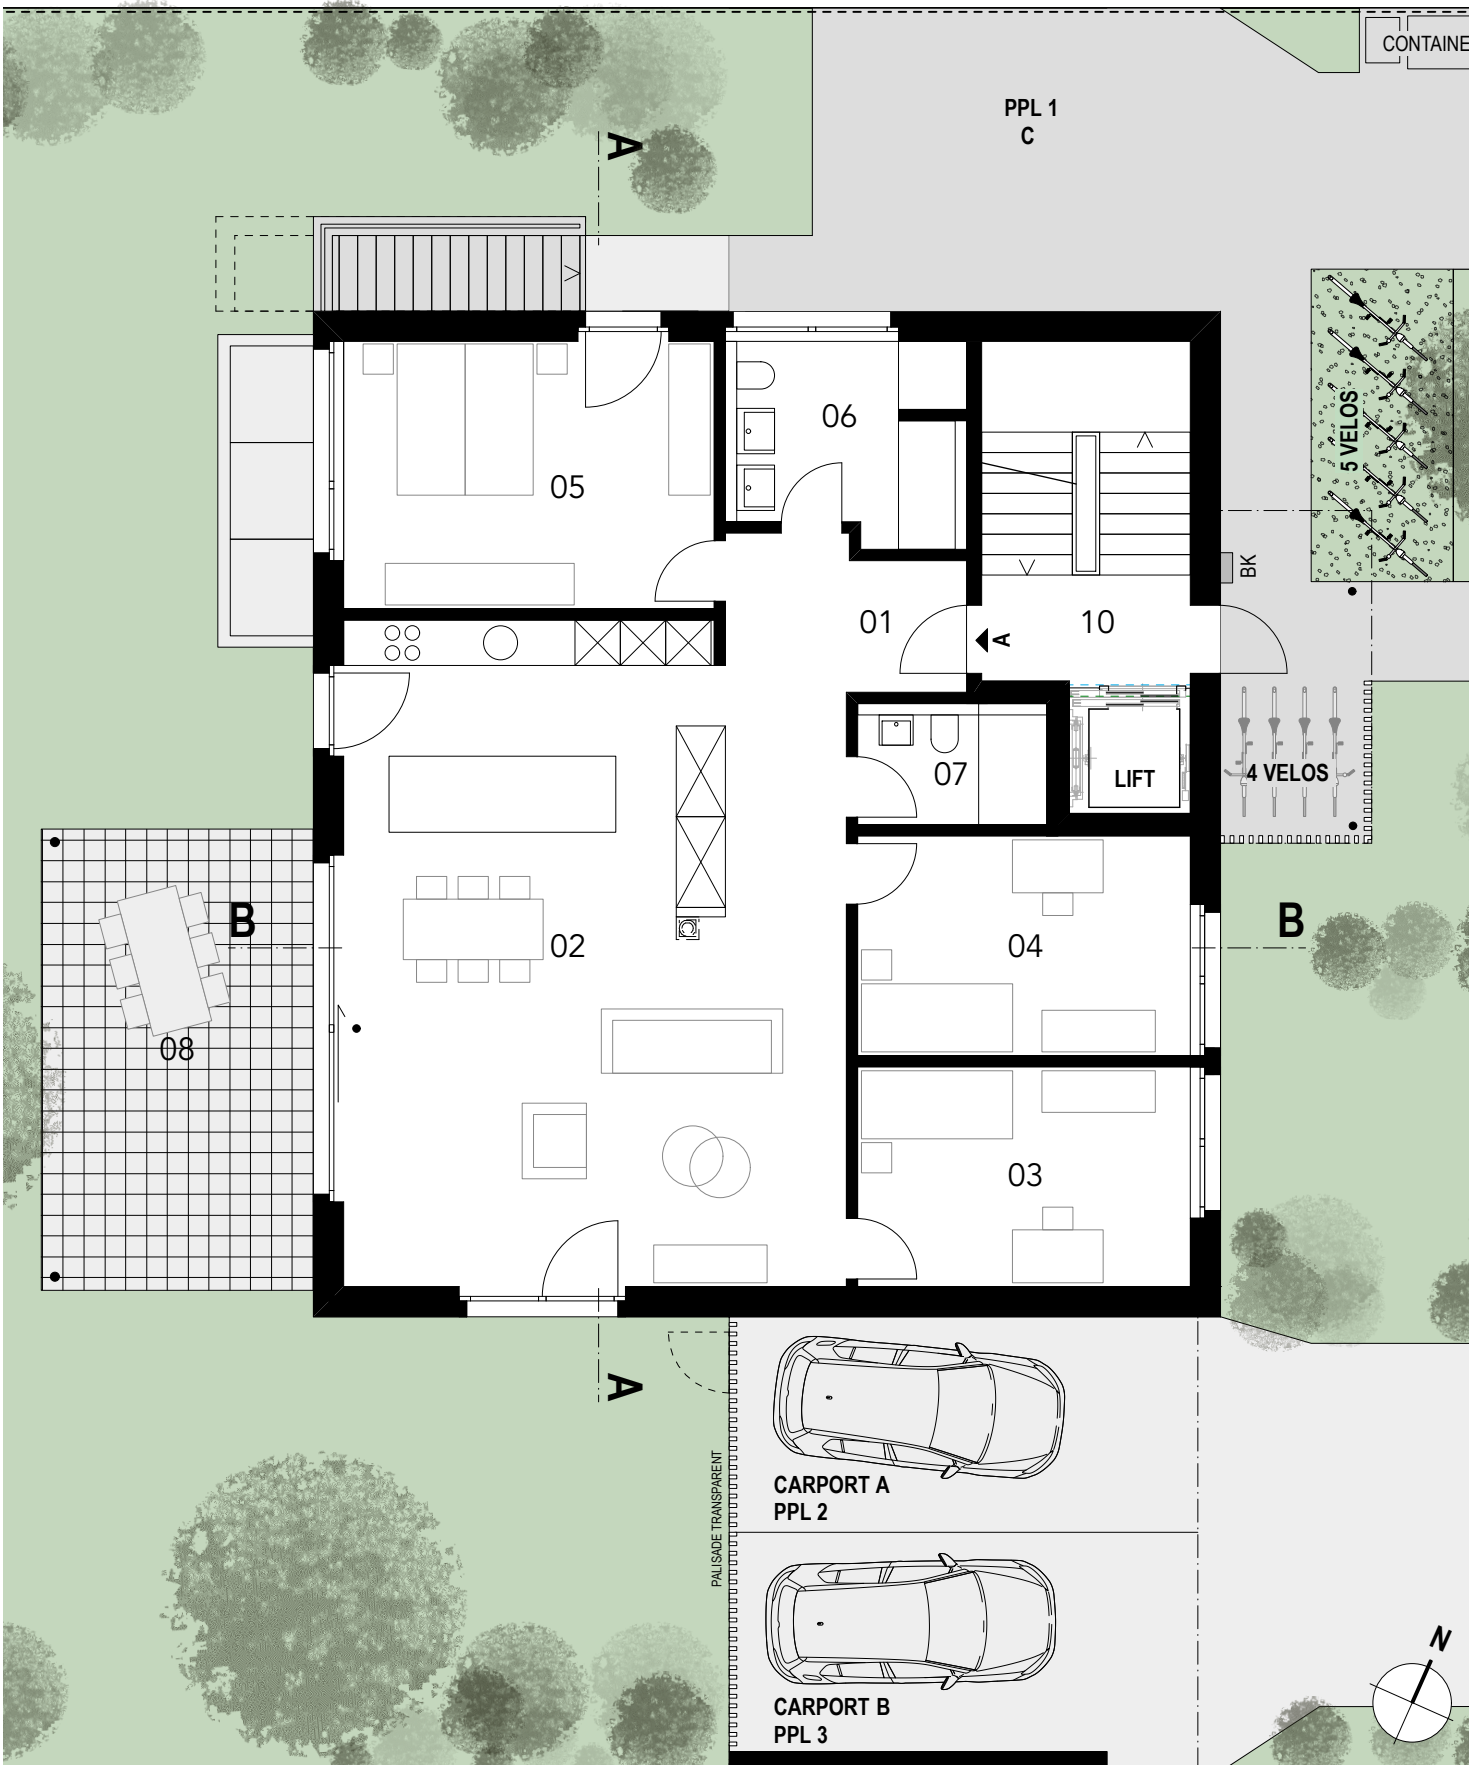 CONTAINE
PPL 1
C
A
5 VELOS
06
05
BK
01
A
10
07
LIFT
4 VELOS
B
B
02
04
08
03
A
PALISADE TRANSPARENT
CARPORT A
PPL 2
CARPORT B
PPL 3
N